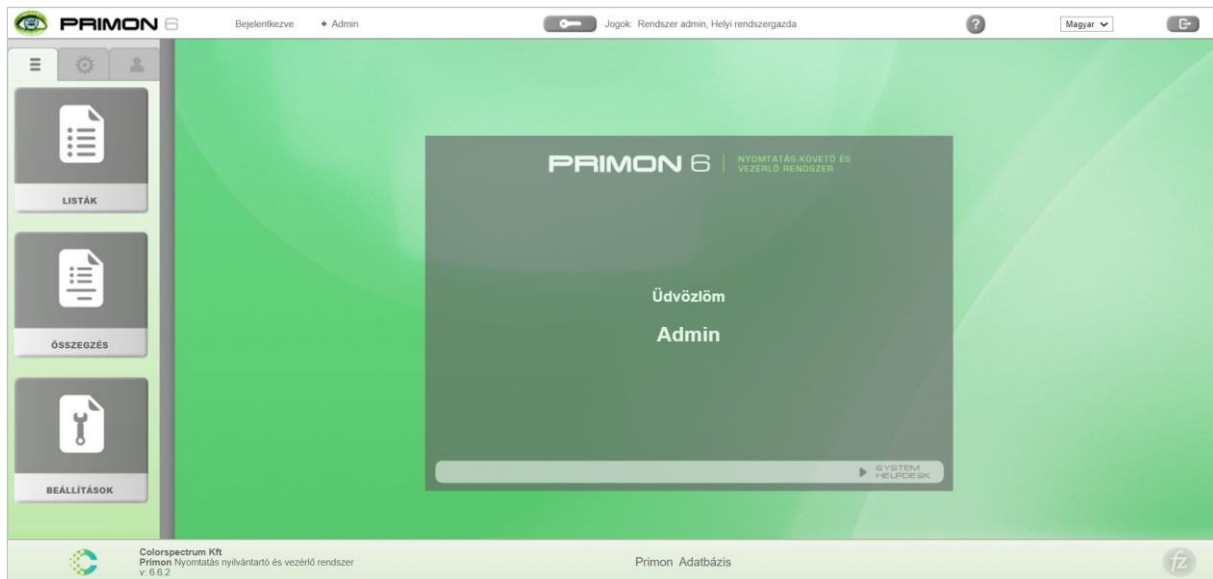 PRIMON 6
Bejelentkezve
Admin
Jogok: Rendszer admin, Helyi rendszergazda
?
Magyar
LISTÁK
ÖSSZEGZÉS
BEÁLLÍTÁSOK
PRIMON 6 | NYOMTATÁS-KÖVETŐ ÉS
VEZÉRLŐ RENDSZER
Üdvözlöm
Admin
SYSTEM
HELPDESK
Colorspectrum Kft
Primon Nyomtatás nyilvántartó és vezérlő rendszer
v: 6.6.2
Primon Adatbázis
fz